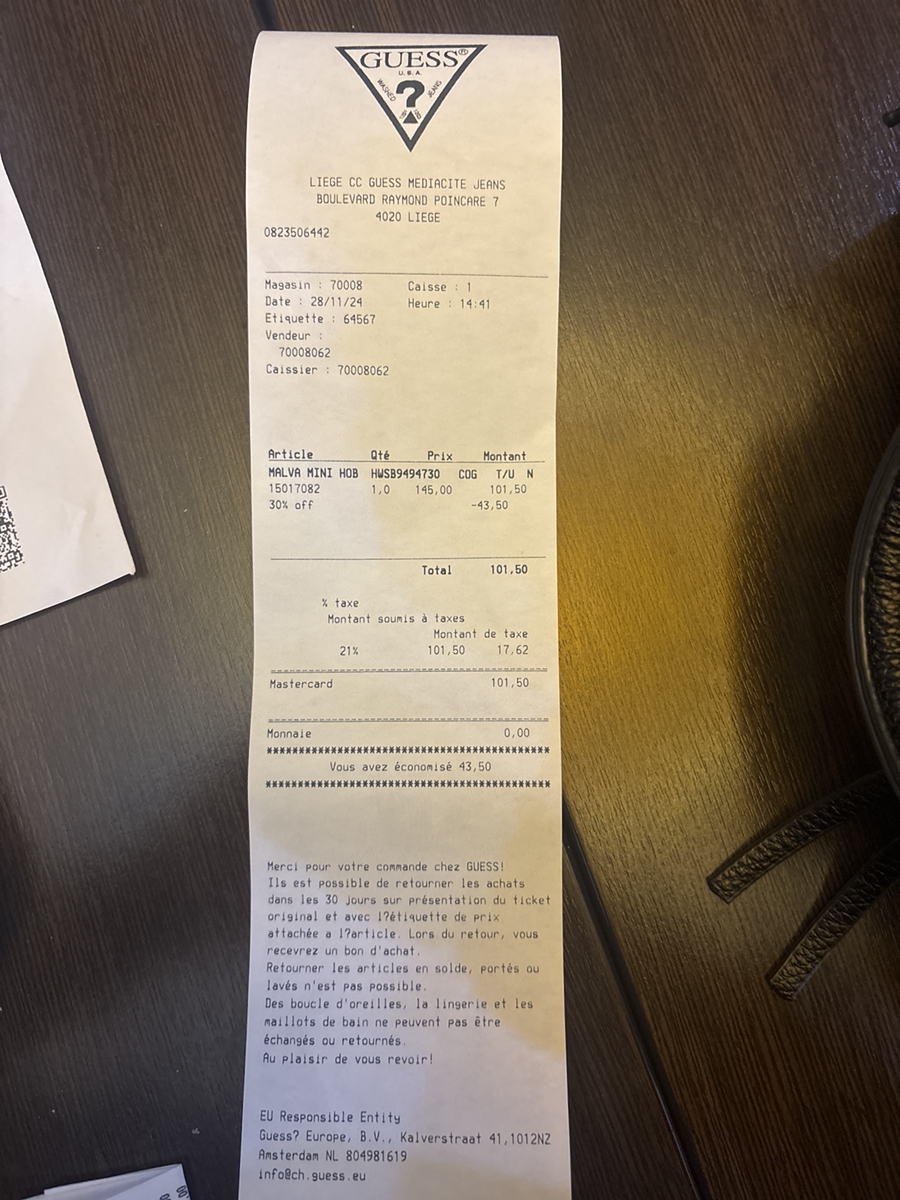 GUESS®
U.S.A.
WASHED JEANS
?
LIEGE CC GUESS MEDIACITE JEANS
BOULEVARD RAYMOND POINCARE 7
4020 LIEGE
0823506442
Magasin : 70008 Caisse : 1
Date : 28/11/24 Heure : 14:41
Etiquette : 64567
Vendeur :
70008062
Caissier : 70008062
Article Qté Prix Montant
MALVA MINI HOB HWSB9494730 COG T/U N
15017082 1,0 145,00 101,50
30% off -43,50
Total 101,50
% taxe
Montant soumis à taxes
Montant de taxe
21% 101,50 17,62
Mastercard 101,50
Monnaie 0,00
**************************************************
Vous avez économisé 43,50
**************************************************
Merci pour votre commande chez GUESS!
Ils est possible de retourner les achats
dans les 30 jours sur présentation du ticket
original et avec l?étiquette de prix
attachée a l?article. Lors du retour, vous
recevrez un bon d'achat.
Retourner les articles en solde, portés ou
lavés n'est pas possible.
Des boucle d'oreilles, la lingerie et les
maillots de bain ne peuvent pas être
échangés ou retournés.
Au plaisir de vous revoir!
EU Responsible Entity
Guess? Europe, B.V., Kalverstraat 41,1012NZ
Amsterdam NL 804981619
info@ch.guess.eu